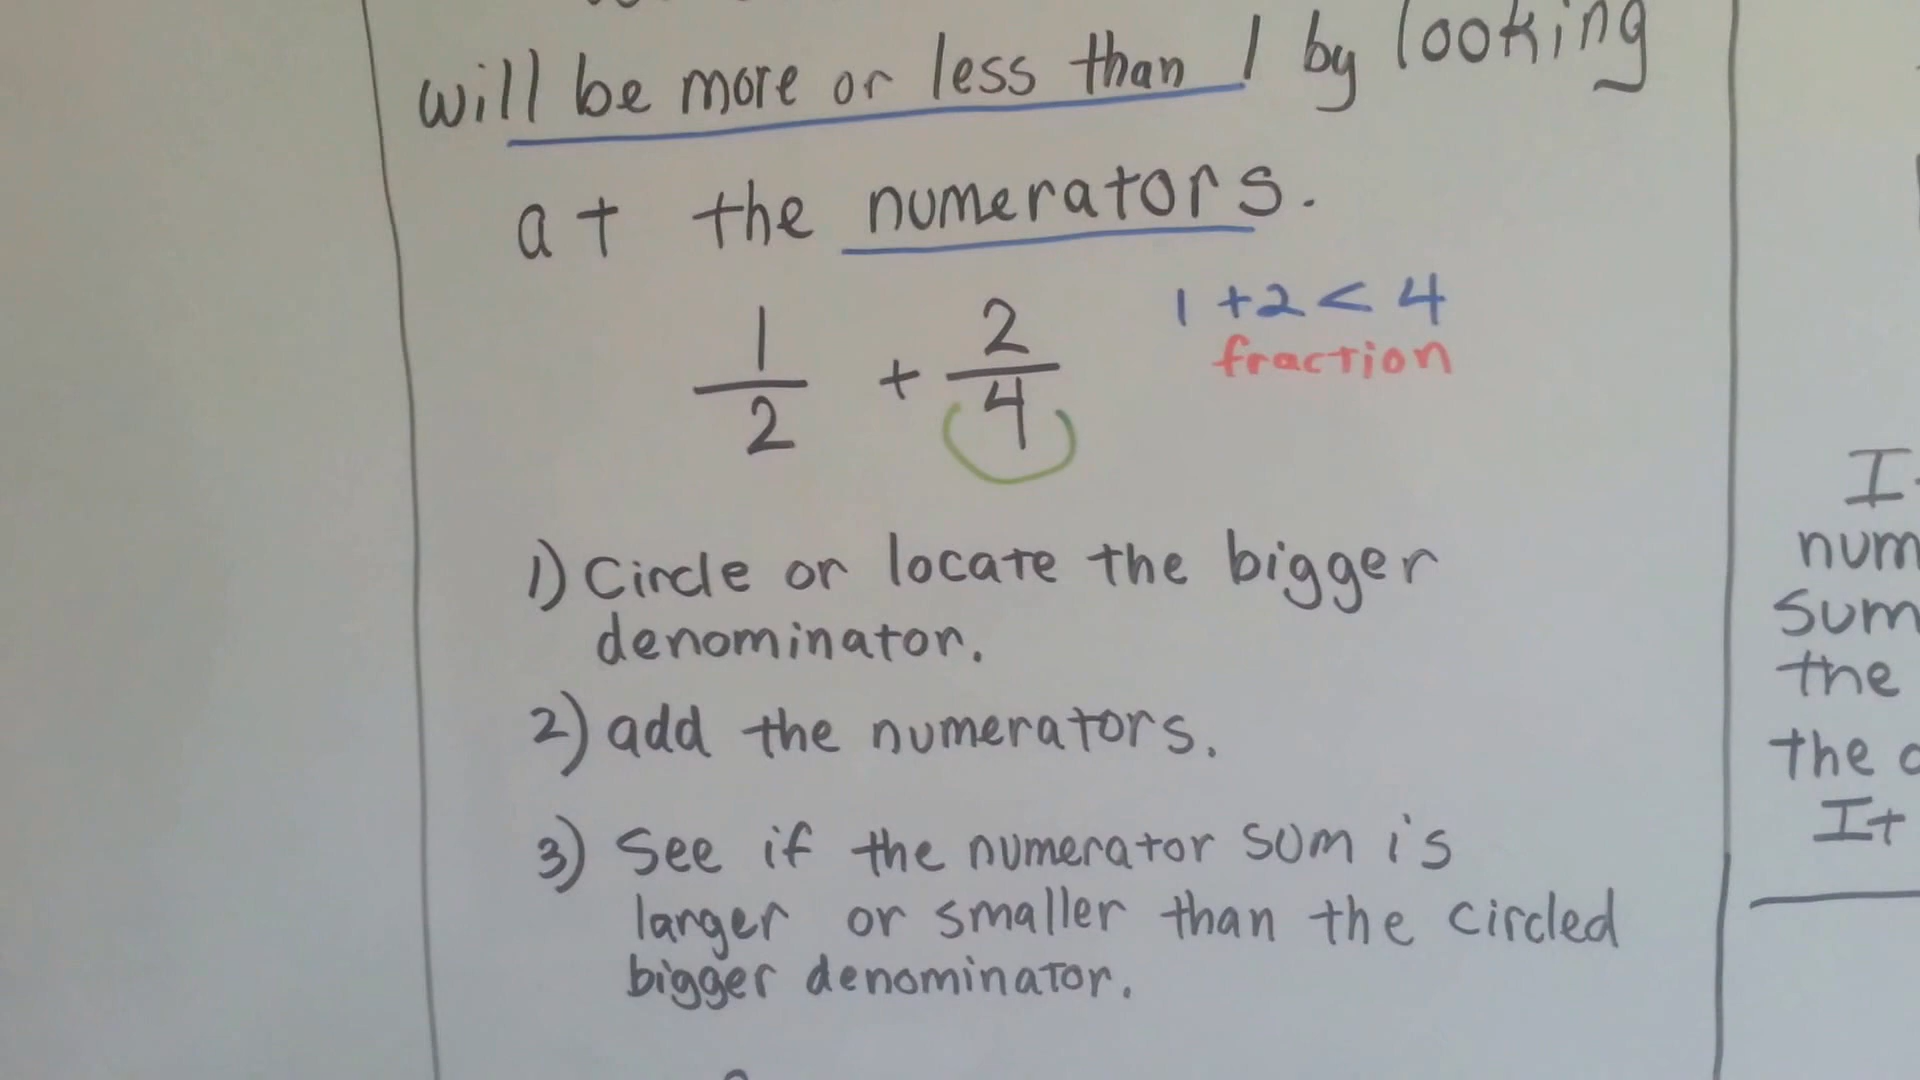 will be more or less than 1 by looking
at the numerators.
1/2 + 2/4
1 + 2 < 4
fraction
1) Circle or locate the bigger
denominator.
2) add the numerators.
3) See if the numerator sum is
larger or smaller than the circled
bigger denominator.
num
sum
the
the
It